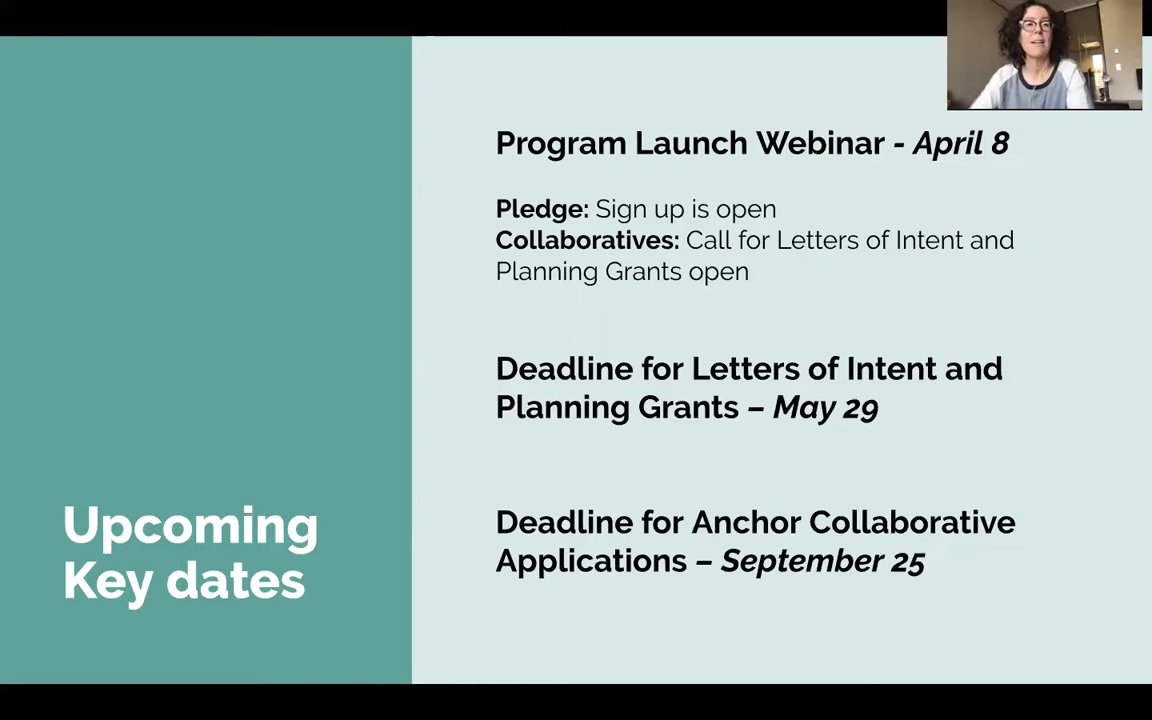 Program Launch Webinar - April 8
Pledge: Sign up is open
Collaboratives: Call for Letters of Intent and
Planning Grants open
Deadline for Letters of Intent and
Planning Grants – May 29
Deadline for Anchor Collaborative
Applications – September 25
Upcoming
Key dates